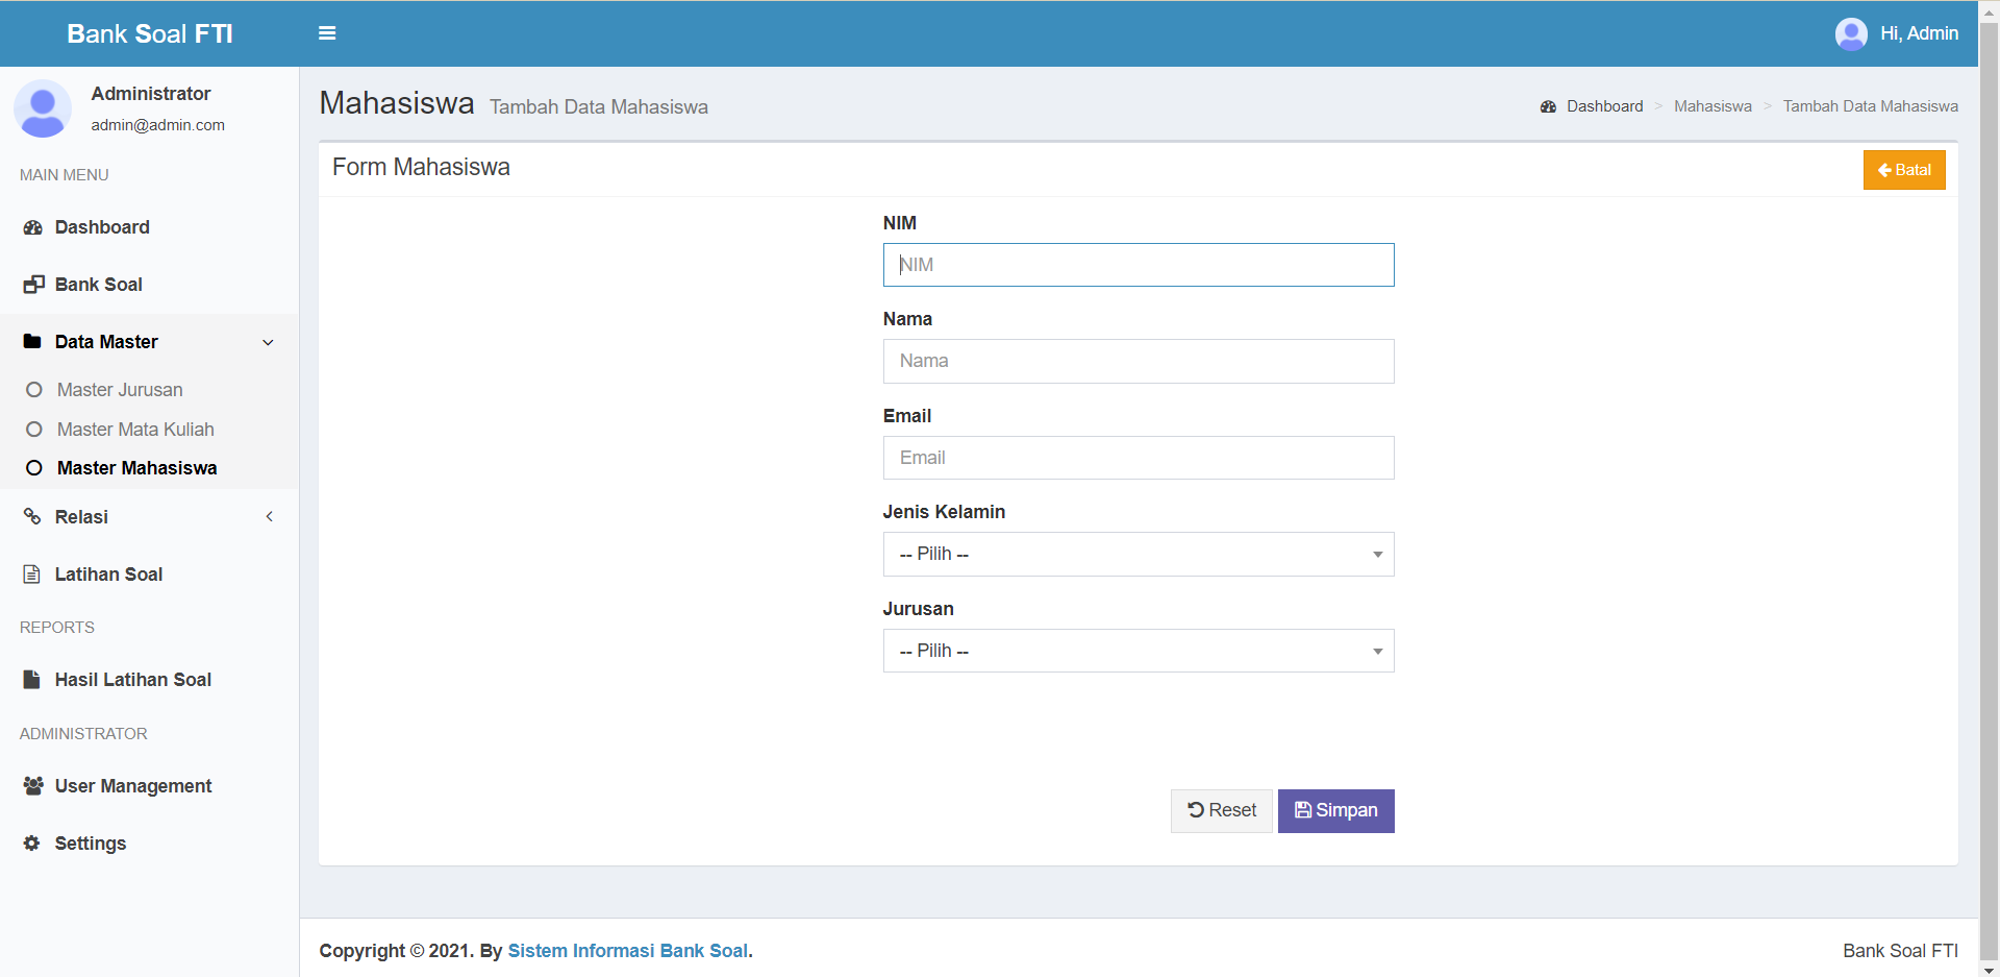 Bank Soal FTI
Hi, Admin
Administrator
admin@admin.com
MAIN MENU
Dashboard
Bank Soal
Data Master
Master Jurusan
Master Mata Kuliah
Master Mahasiswa
Relasi
Latihan Soal
REPORTS
Hasil Latihan Soal
ADMINISTRATOR
User Management
Settings
Mahasiswa Tambah Data Mahasiswa
Dashboard > Mahasiswa > Tambah Data Mahasiswa
Form Mahasiswa
Batal
NIM
NIM
Nama
Nama
Email
Email
Jenis Kelamin
-- Pilih --
Jurusan
-- Pilih --
Reset
Simpan
Copyright © 2021. By Sistem Informasi Bank Soal.
Bank Soal FTI